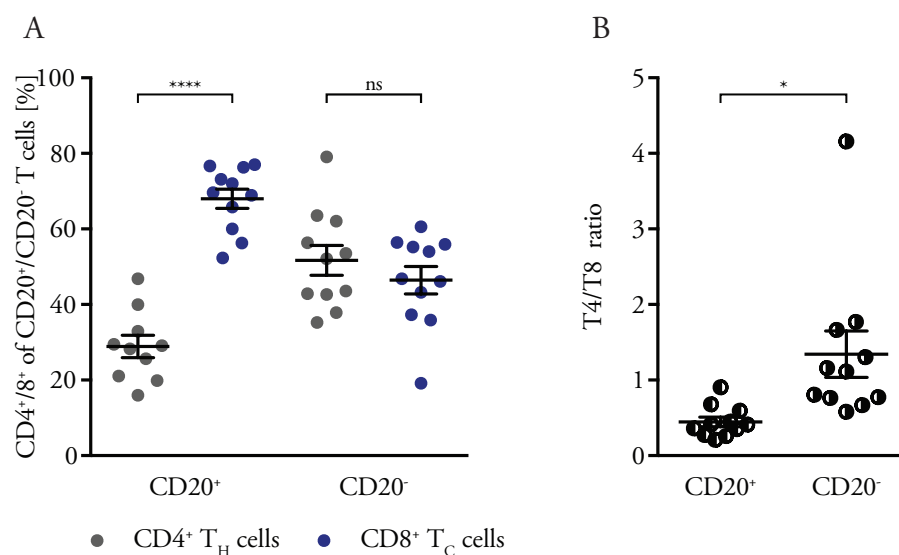 A
B
CD4⁺/8⁺ of CD20⁺/CD20⁻ T cells [%]
100
80
60
40
20
0
****
ns
CD20⁺
CD20⁻
CD4⁺ T_H cells
CD8⁺ T_C cells
T4/T8 ratio
5
4
3
2
1
0
*
CD20⁺
CD20⁻